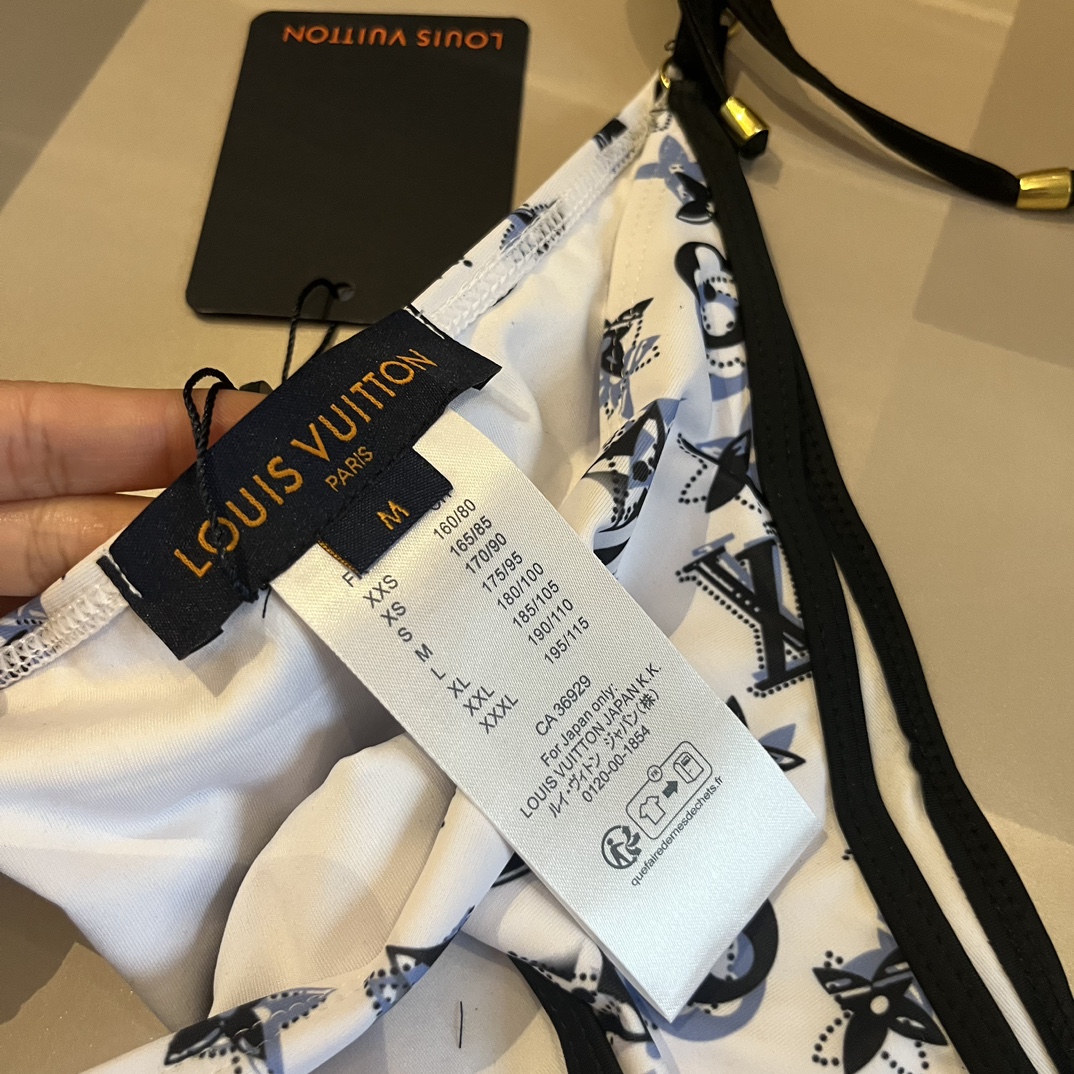 LOUIS VUITTON
LOUIS VUITTON
PARIS
M
160/80
XXS 165/85
XS 170/90
S 175/95
M 180/100
L 185/105
XL 190/110
XXL 195/115
XXXL
CA 36929
For Japan only:
LOUIS VUITTON JAPAN K.K.
ルイ・ヴィトン ジャパン(株)
0120-00-1854
FR
quefairedemesdechets.fr